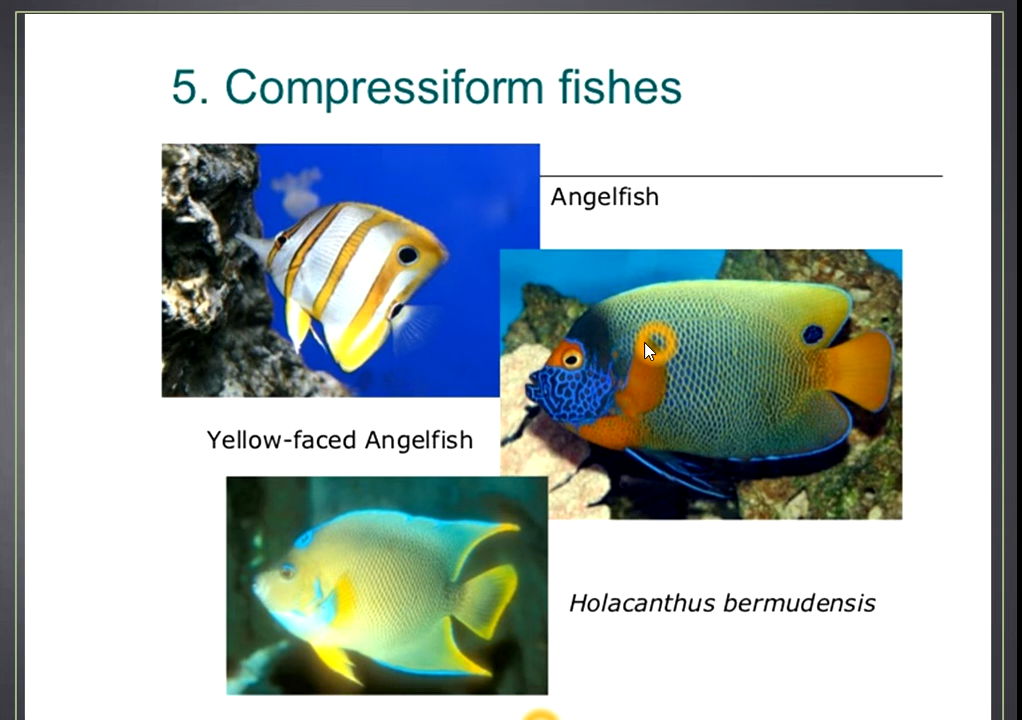 5. Compressiform fishes
Angelfish
Yellow-faced Angelfish
Holacanthus bermudensis